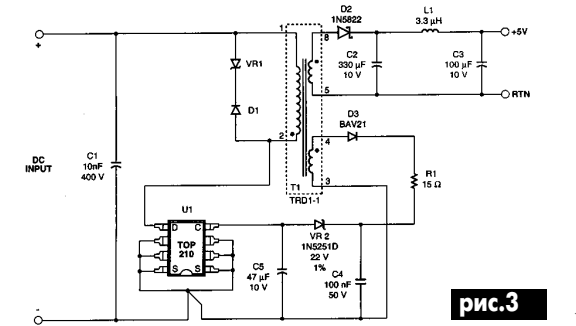 +
DC
INPUT
-
C1
10nF
400 V
VR1
D1
1
2
8
5
4
3
T1
TRD1-1
D2
1N5822
L1
3.3 µH
+5V
C2
330 µF
10 V
C3
100 µF
10 V
RTN
D3
BAV21
R1
15 Ω
U1
D C
TOP
210
S S
VR 2
1N5251D
22 V
1%
C5
47 µF
10 V
C4
100 nF
50 V
рис.3